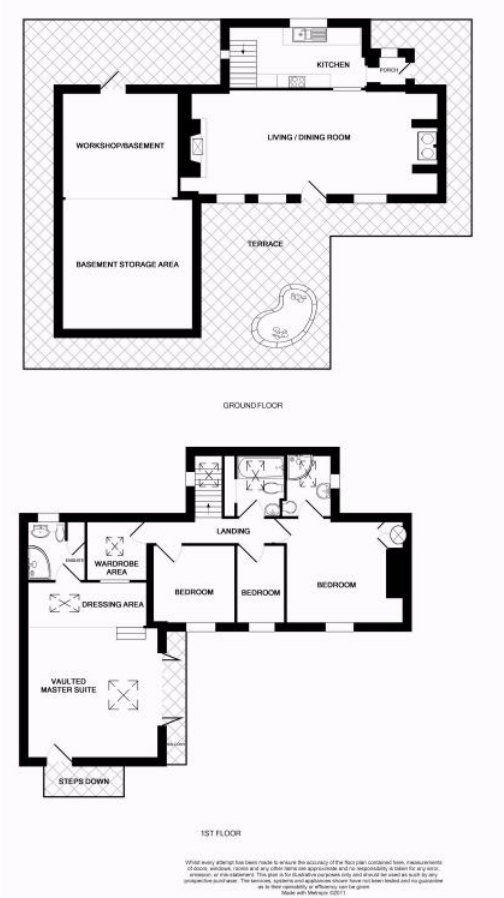 KITCHEN
PORCH
WORKSHOP/BASEMENT
LIVING / DINING ROOM
TERRACE
BASEMENT STORAGE AREA
GROUND FLOOR
LANDING
ENSUITE
WARDROBE
AREA
BEDROOM
BEDROOM
BEDROOM
DRESSING AREA
VAULTED
MASTER SUITE
BALCONY
STEPS DOWN
1ST FLOOR
Whilst every attempt has been made to ensure the accuracy of the floor plan contained here, measurements
of doors, windows, rooms and any other items are approximate and no responsibility is taken for any error,
omission, or mis-statement. This plan is for illustrative purposes only and should be used as such by any
prospective purchaser. The services, systems and appliances shown have not been tested and no guarantee
as to their operability or efficiency can be given
Made with Metropix ©2011